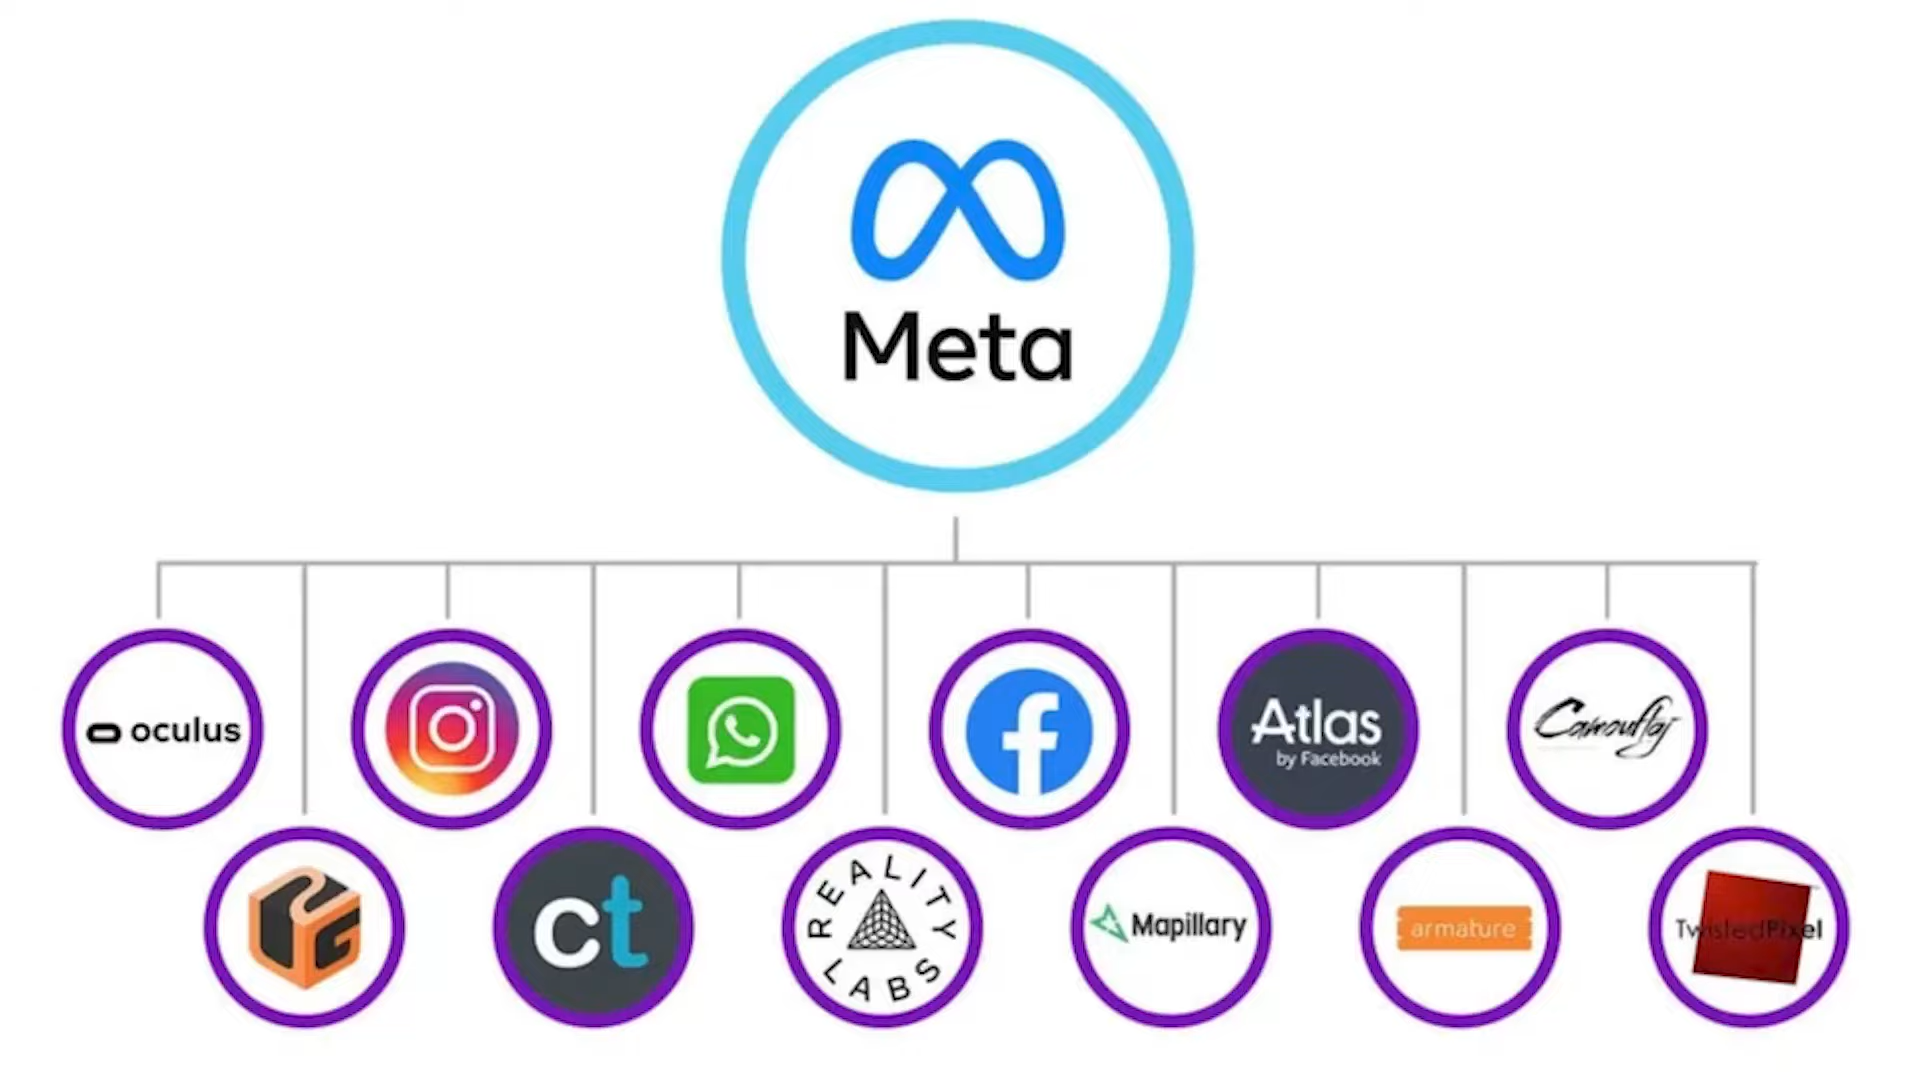 Meta
oculus
Atlas
by Facebook
Camouflaj
ct
REALITY
LABS
Mapillary
armature
TwistedPixel